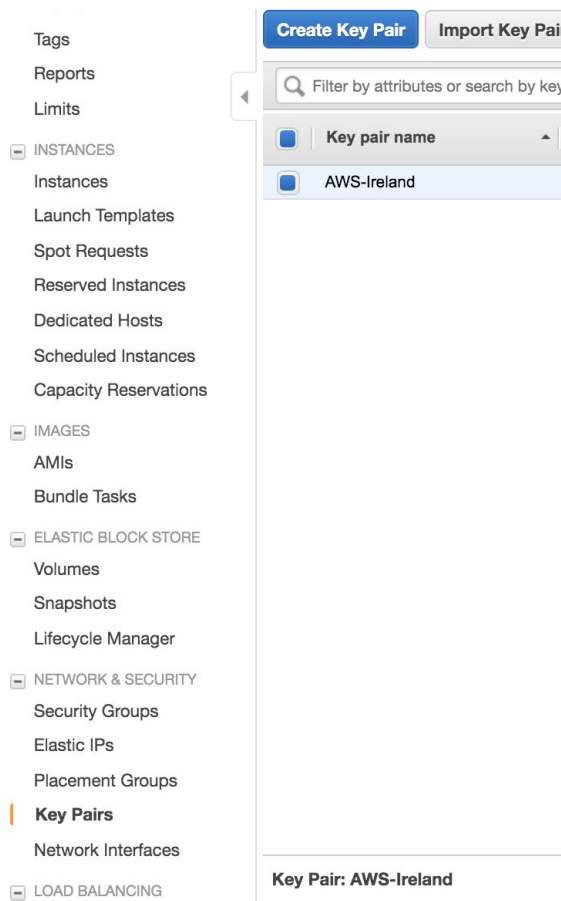 Tags
Reports
Limits
INSTANCES
Instances
Launch Templates
Spot Requests
Reserved Instances
Dedicated Hosts
Scheduled Instances
Capacity Reservations
IMAGES
AMIs
Bundle Tasks
ELASTIC BLOCK STORE
Volumes
Snapshots
Lifecycle Manager
NETWORK & SECURITY
Security Groups
Elastic IPs
Placement Groups
Key Pairs
Network Interfaces
LOAD BALANCING
Create Key Pair
Import Key Pai
Filter by attributes or search by key
Key pair name
AWS-Ireland
Key Pair: AWS-Ireland